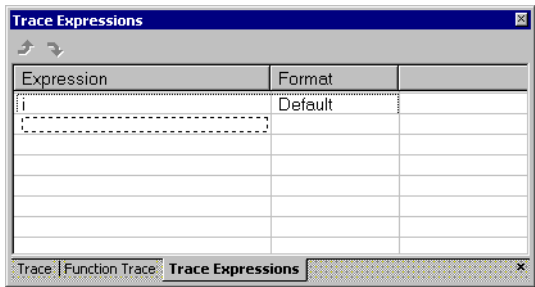 Trace Expressions
Expression Format
i Default
Trace Function Trace Trace Expressions